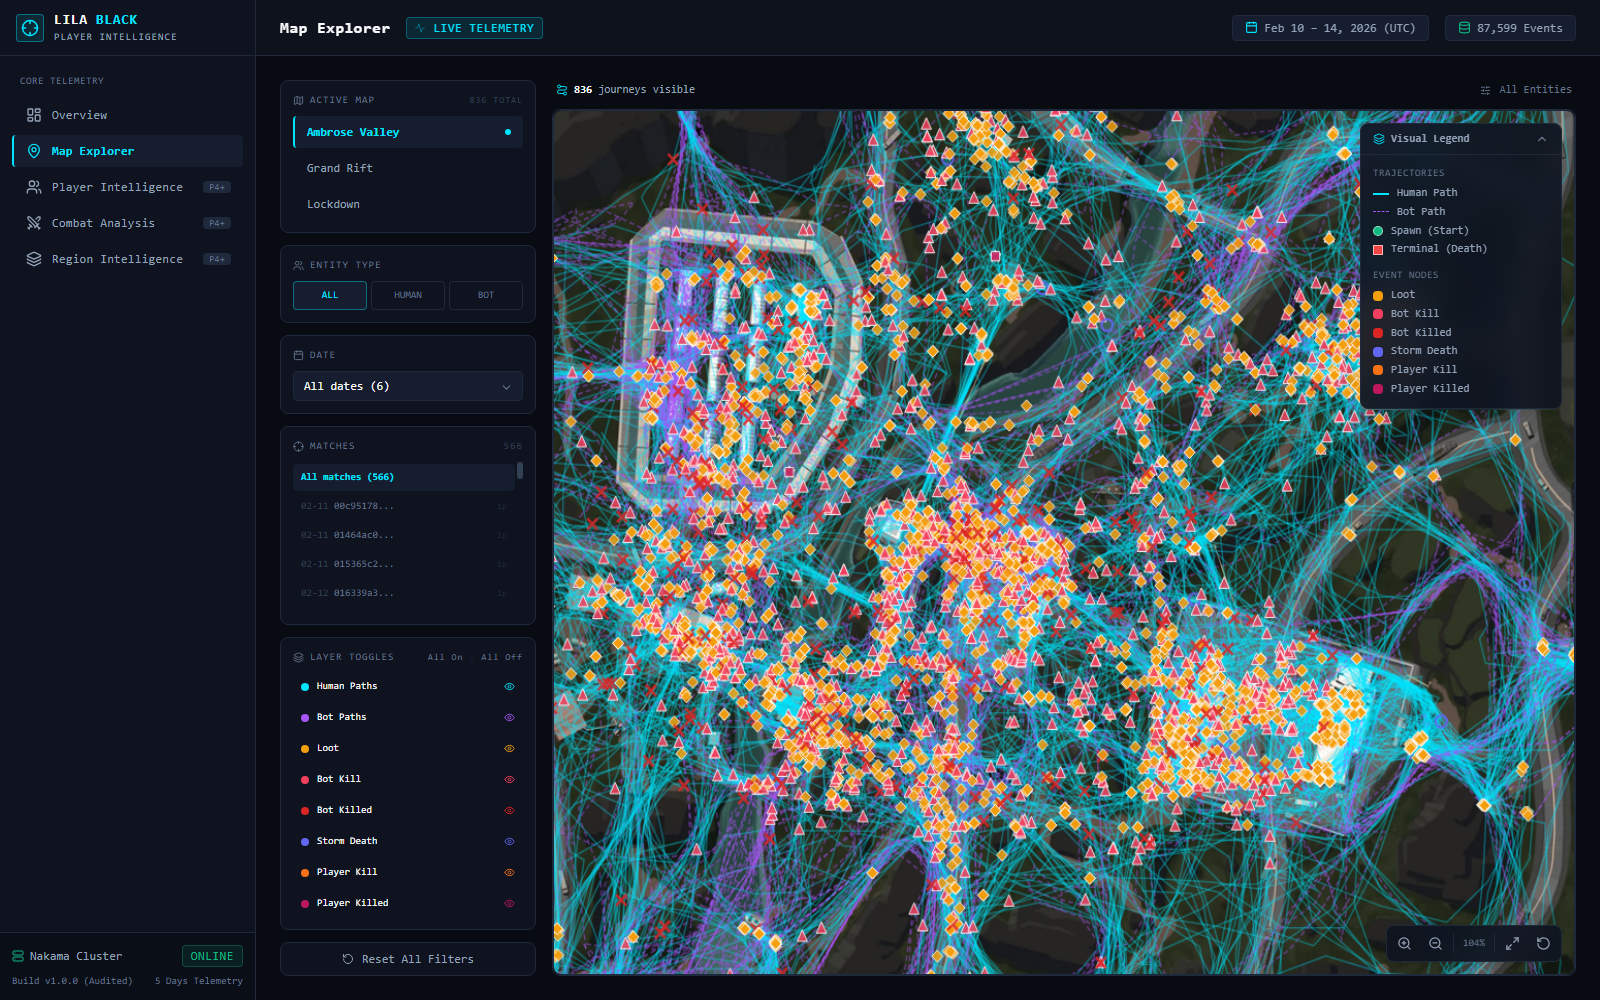 LILA BLACK
PLAYER INTELLIGENCE
CORE TELEMETRY
Overview
Map Explorer
Player Intelligence P4+
Combat Analysis P4+
Region Intelligence P4+
Nakama Cluster ONLINE
Build v1.0.0 (Audited) 5 Days Telemetry
Map Explorer LIVE TELEMETRY
Feb 10 – 14, 2026 (UTC) 87,599 Events
ACTIVE MAP 836 TOTAL
Ambrose Valley
Grand Rift
Lockdown
ENTITY TYPE
ALL HUMAN BOT
DATE
All dates (6)
MATCHES 566
All matches (566)
02-11 00c95178... 1p
02-11 01464ac0... 1p
02-11 015365c2... 1p
02-12 016339a3... 1p
LAYER TOGGLES All On All Off
Human Paths
Bot Paths
Loot
Bot Kill
Bot Killed
Storm Death
Player Kill
Player Killed
Reset All Filters
836 journeys visible All Entities
Visual Legend
TRAJECTORIES
Human Path
Bot Path
Spawn (Start)
Terminal (Death)
EVENT NODES
Loot
Bot Kill
Bot Killed
Storm Death
Player Kill
Player Killed
104%